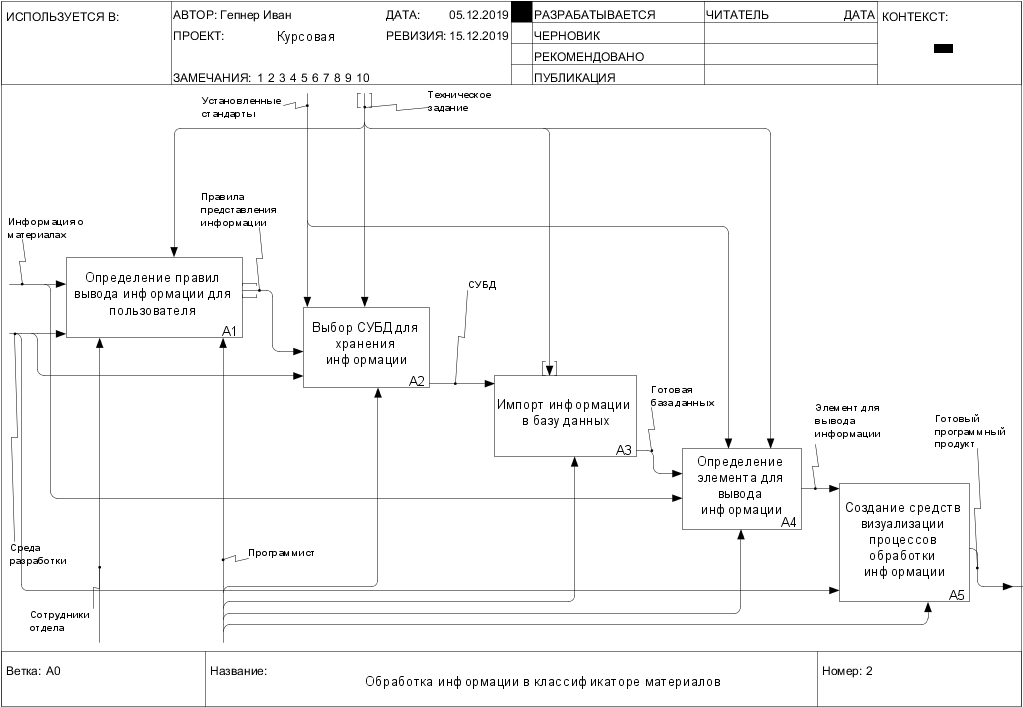 ИСПОЛЬЗУЕТСЯ В:
АВТОР: Гепнер Иван
ДАТА: 05.12.2019
ПРОЕКТ: Курсовая
РЕВИЗИЯ: 15.12.2019
ЗАМЕЧАНИЯ: 1 2 3 4 5 6 7 8 9 10
РАЗРАБАТЫВАЕТСЯ
ЧЕРНОВИК
РЕКОМЕНДОВАНО
ПУБЛИКАЦИЯ
ЧИТАТЕЛЬ
ДАТА
КОНТЕКСТ:
Установленные
стандарты
Техническое
задание
Правила
представления
информации
Информация о
материалах
Определение правил
вывода информации для
пользователя
A1
СУБД
Выбор СУБД для
хранения
информации
A2
Импорт информации
в базу данных
A3
Готовая
база данных
Элемент для
вывода
информации
Готовый
программный
продукт
Определение
элемента для
вывода
информации
A4
Создание средств
визуализации
процессов
обработки
информации
A5
Среда
разработки
Программист
Сотрудники
отдела
Ветка: A0
Название:
Обработка информации в классификаторе материалов
Номер: 2